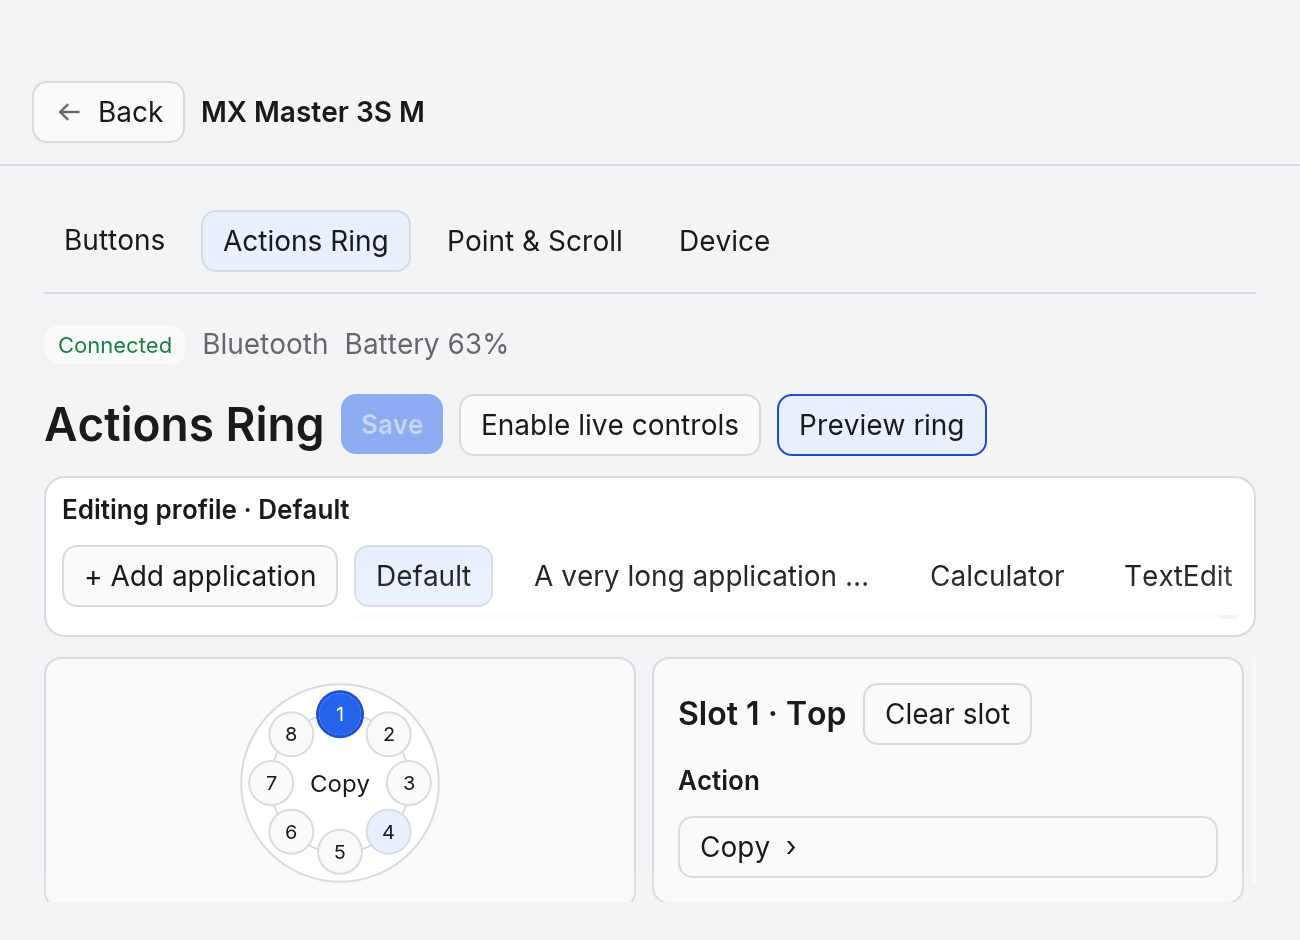 ← Back MX Master 3S M
Buttons Actions Ring Point & Scroll Device
Connected Bluetooth Battery 63%
Actions Ring Save Enable live controls Preview ring
Editing profile · Default
+ Add application Default A very long application ... Calculator TextEdit
1
8 2
7 Copy 3
6 4
5
Slot 1 · Top Clear slot
Action
Copy ›